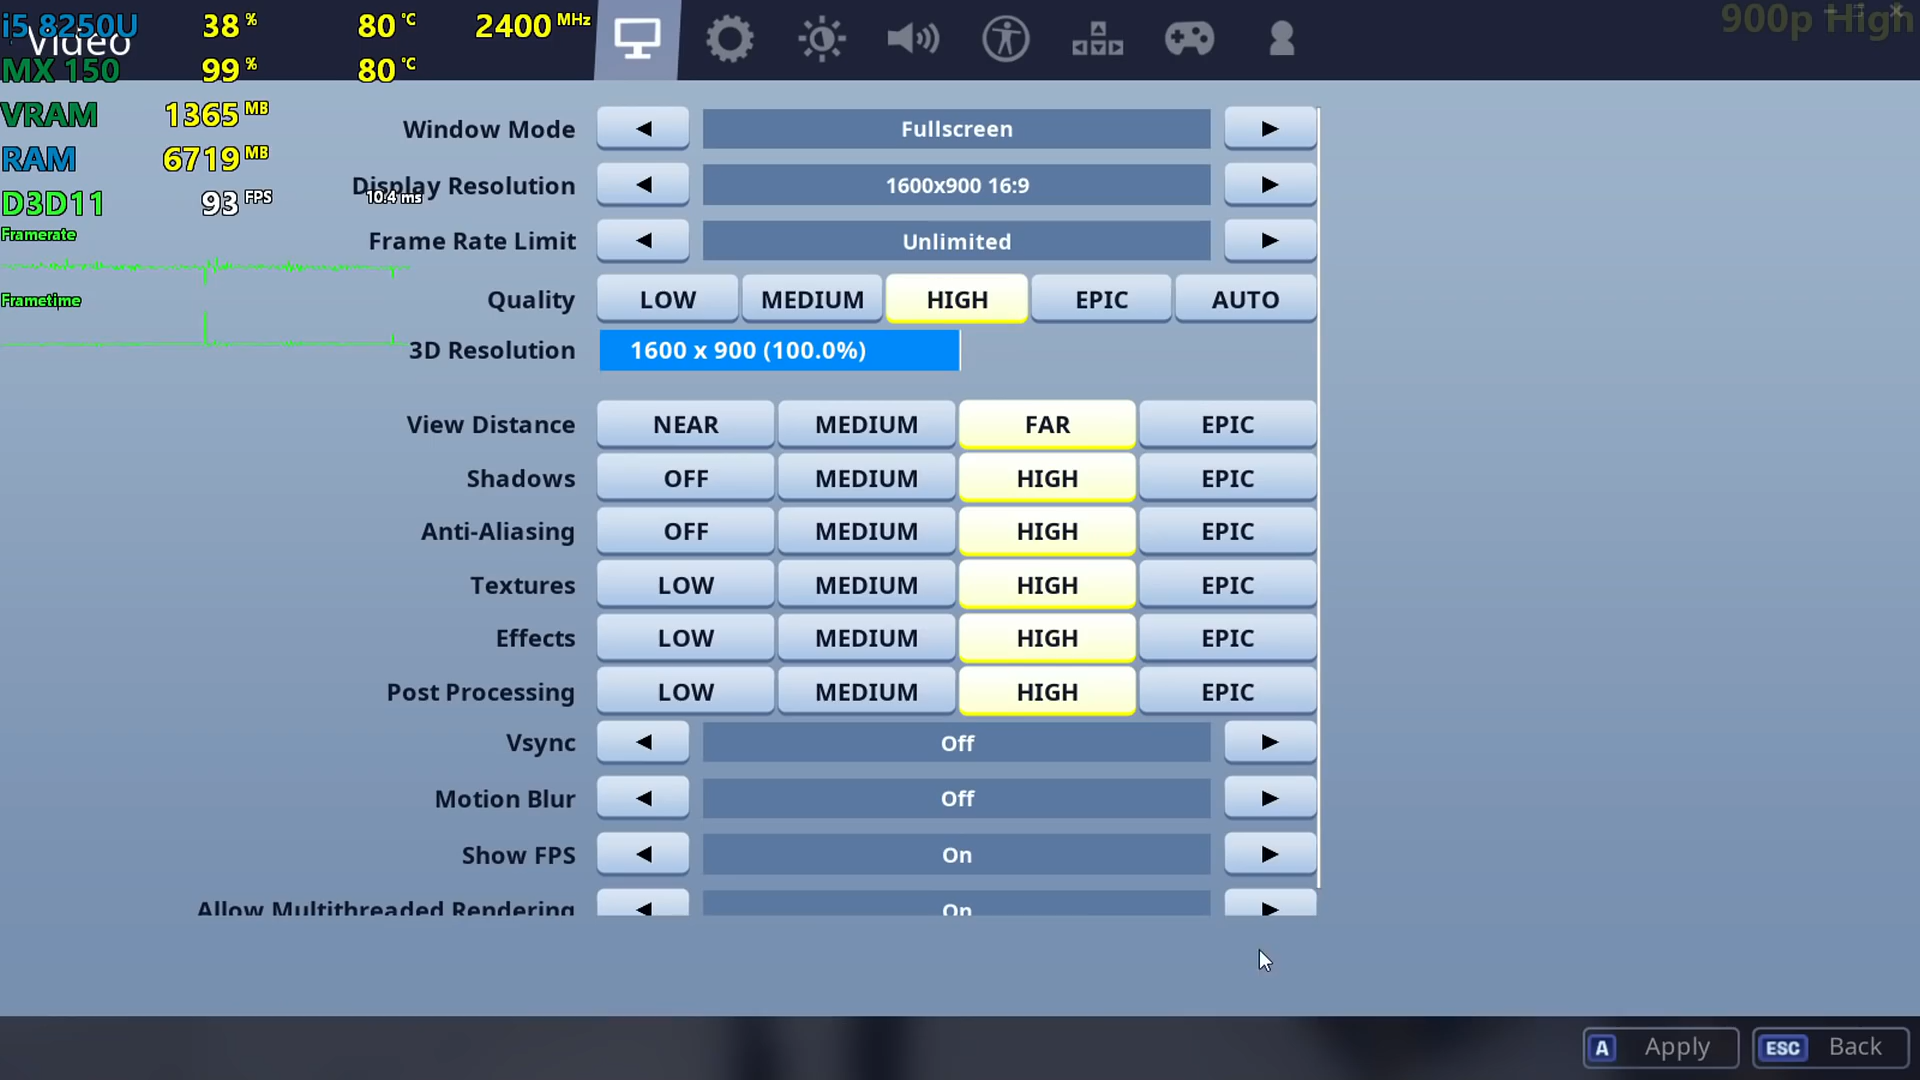 Video
i5 8250U 38 % 80 °C 2400 MHz
MX 150 99 % 80 °C
VRAM 1365 MB
RAM 6719 MB
D3D11 93 FPS 10.4 ms
Framerate
Frametime
900p High
Window Mode Fullscreen
Display Resolution 1600x900 16:9
Frame Rate Limit Unlimited
Quality LOW MEDIUM HIGH EPIC AUTO
3D Resolution 1600 x 900 (100.0%)
View Distance NEAR MEDIUM FAR EPIC
Shadows OFF MEDIUM HIGH EPIC
Anti-Aliasing OFF MEDIUM HIGH EPIC
Textures LOW MEDIUM HIGH EPIC
Effects LOW MEDIUM HIGH EPIC
Post Processing LOW MEDIUM HIGH EPIC
Vsync Off
Motion Blur Off
Show FPS On
Allow Multithreaded Rendering On
A Apply ESC Back